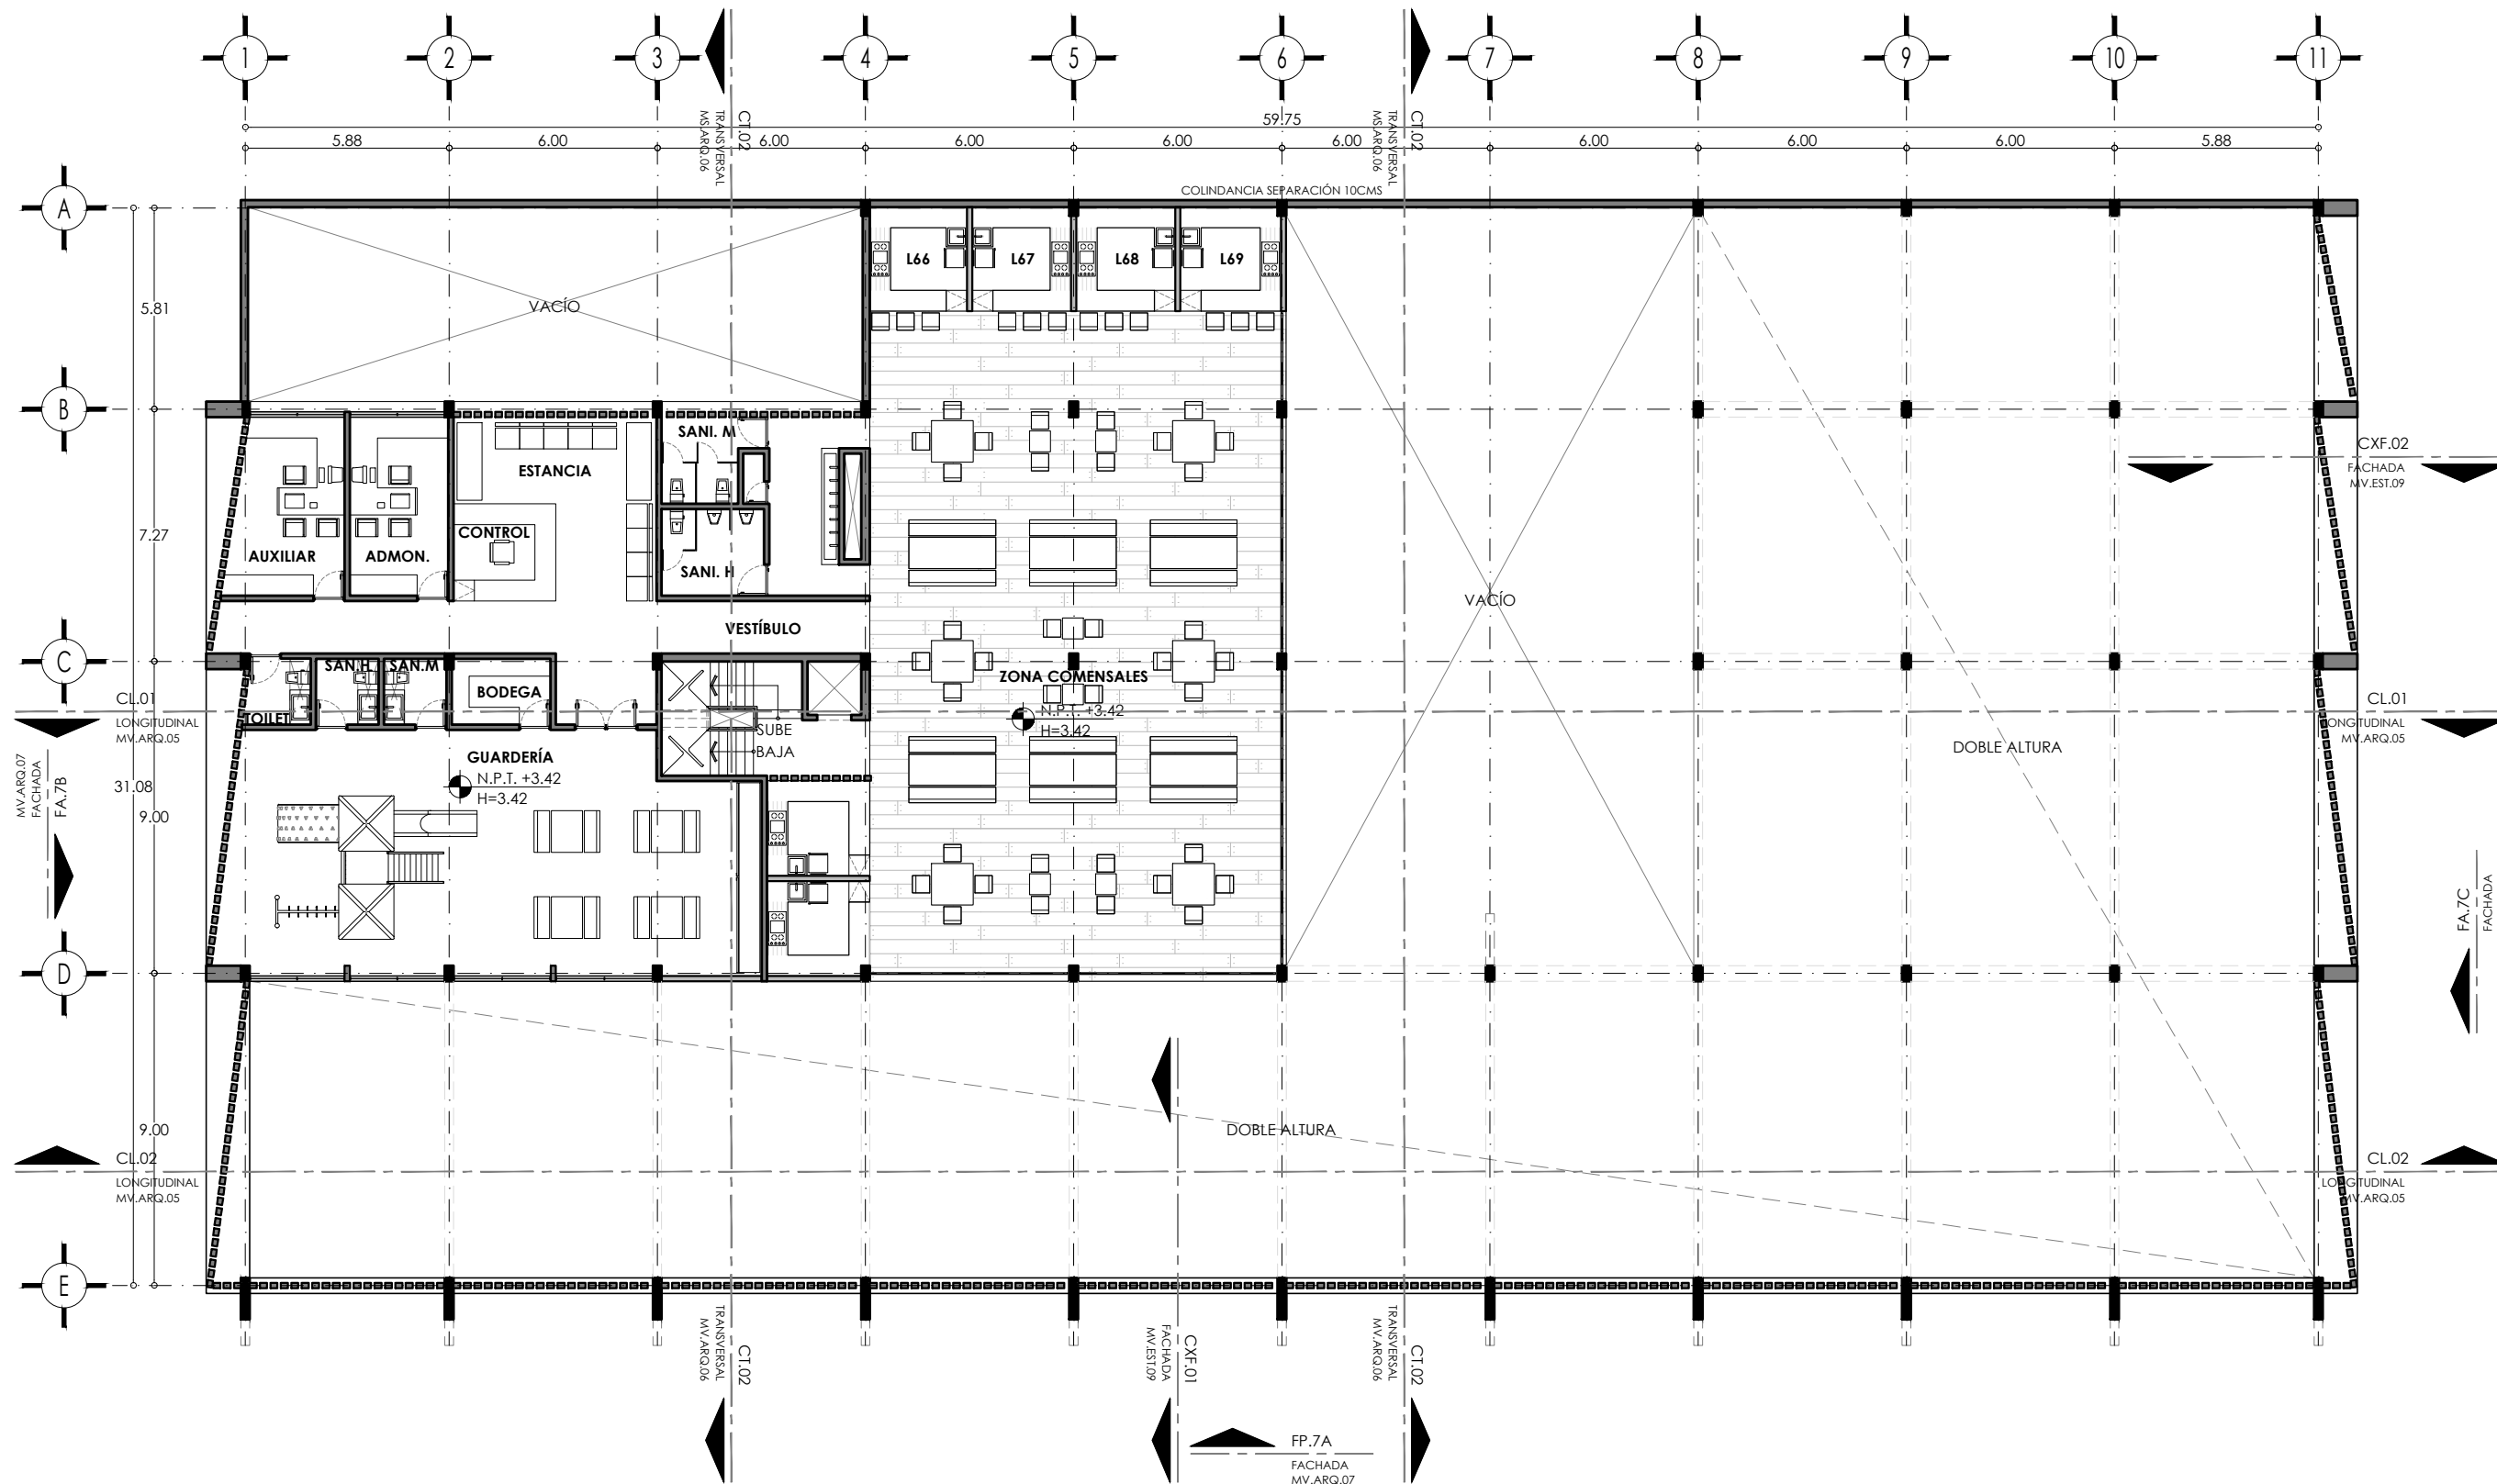 1 2 3 4 5 6 7 8 9 10 11
CT.02
TRANSVERSAL
MS.ARQ.06
CT.02
TRANSVERSAL
MS.ARQ.06
59.75
5.88 6.00 6.00 6.00 6.00 6.00 6.00 6.00 6.00 5.88
COLINDANCIA SEPARACIÓN 10CMS
A
B
C
D
E
5.81
7.27
31.08
9.00
9.00
VACÍO
L66 L67 L68 L69
SANI. M
ESTANCIA
CONTROL
AUXILIAR
ADMON.
SANI. H
VESTÍBULO
VACÍO
CXF.02
FACHADA
MV.EST.09
SAN.H SAN.M
BODEGA
TOILET
ZONA COMENSALES
N.P.T. +3.42
H=3.42
SUBE
BAJA
CL.01
LONGITUDINAL
MV.ARQ.05
CL.01
LONGITUDINAL
MV.ARQ.05
DOBLE ALTURA
GUARDERÍA
N.P.T. +3.42
H=3.42
FA.7B
FACHADA
MV.ARQ.07
FA.7C
FACHADA
DOBLE ALTURA
CL.02
LONGITUDINAL
MV.ARQ.05
CL.02
LONGITUDINAL
MV.ARQ.05
CT.02
TRANSVERSAL
MV.ARQ.06
CXF.01
FACHADA
MV.EST.09
CT.02
TRANSVERSAL
MV.ARQ.06
FP.7A
FACHADA
MV.ARQ.07